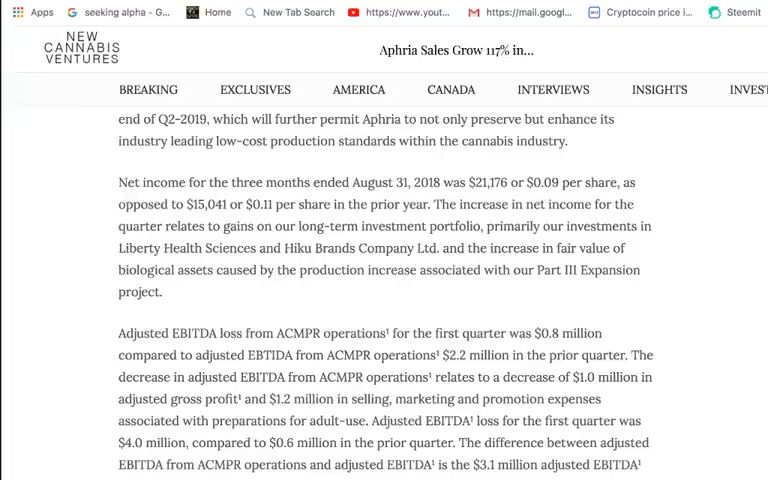 Apps seeking alpha - G... Home New Tab Search https://www.yout... https://mail.googl... Cryptocoin price i... Steemit
NEW
CANNABIS
VENTURES
Aphria Sales Grow 117% in...
BREAKING EXCLUSIVES AMERICA CANADA INTERVIEWS INSIGHTS INVEST
end of Q2-2019, which will further permit Aphria to not only preserve but enhance its
industry leading low-cost production standards within the cannabis industry.
Net income for the three months ended August 31, 2018 was $21,176 or $0.09 per share, as
opposed to $15,041 or $0.11 per share in the prior year. The increase in net income for the
quarter relates to gains on our long-term investment portfolio, primarily our investments in
Liberty Health Sciences and Hiku Brands Company Ltd. and the increase in fair value of
biological assets caused by the production increase associated with our Part III Expansion
project.
Adjusted EBITDA loss from ACMPR operations¹ for the first quarter was $0.8 million
compared to adjusted EBTIDA from ACMPR operations¹ $2.2 million in the prior quarter. The
decrease in adjusted EBITDA from ACMPR operations¹ relates to a decrease of $1.0 million in
adjusted gross profit¹ and $1.2 million in selling, marketing and promotion expenses
associated with preparations for adult-use. Adjusted EBITDA¹ loss for the first quarter was
$4.0 million, compared to $0.6 million in the prior quarter. The difference between adjusted
EBITDA from ACMPR operations and adjusted EBITDA¹ is the $3.1 million adjusted EBITDA¹